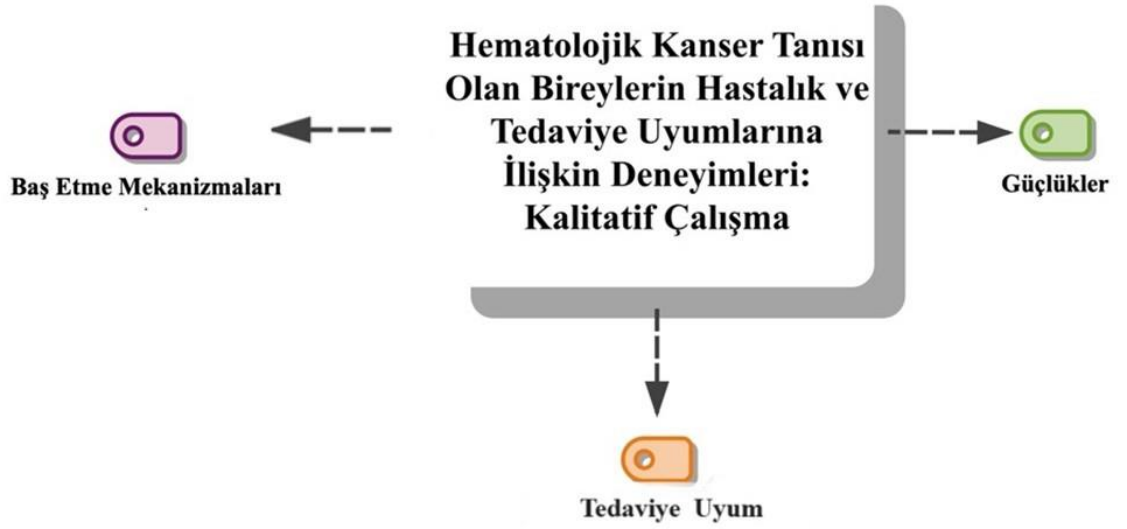 Hematolojik Kanser Tanısı
Olan Bireylerin Hastalık ve
Tedaviye Uyumlarına
İlişkin Deneyimleri:
Kalitatif Çalışma
Baş Etme Mekanizmaları
Güçlükler
Tedaviye Uyum